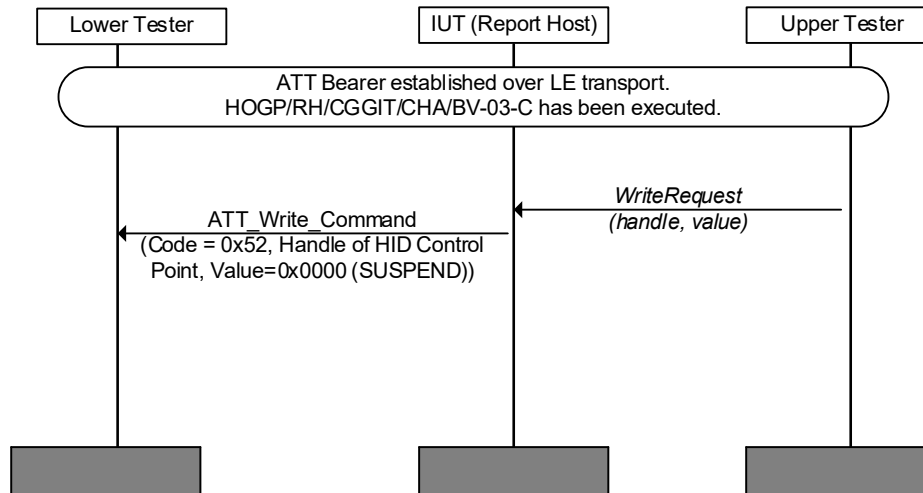 Lower Tester
IUT (Report Host)
Upper Tester
ATT Bearer established over LE transport.
HOGP/RH/CGGIT/CHA/BV-03-C has been executed.
WriteRequest
(handle, value)
ATT_Write_Command
(Code = 0x52, Handle of HID Control
Point, Value=0x0000 (SUSPEND))